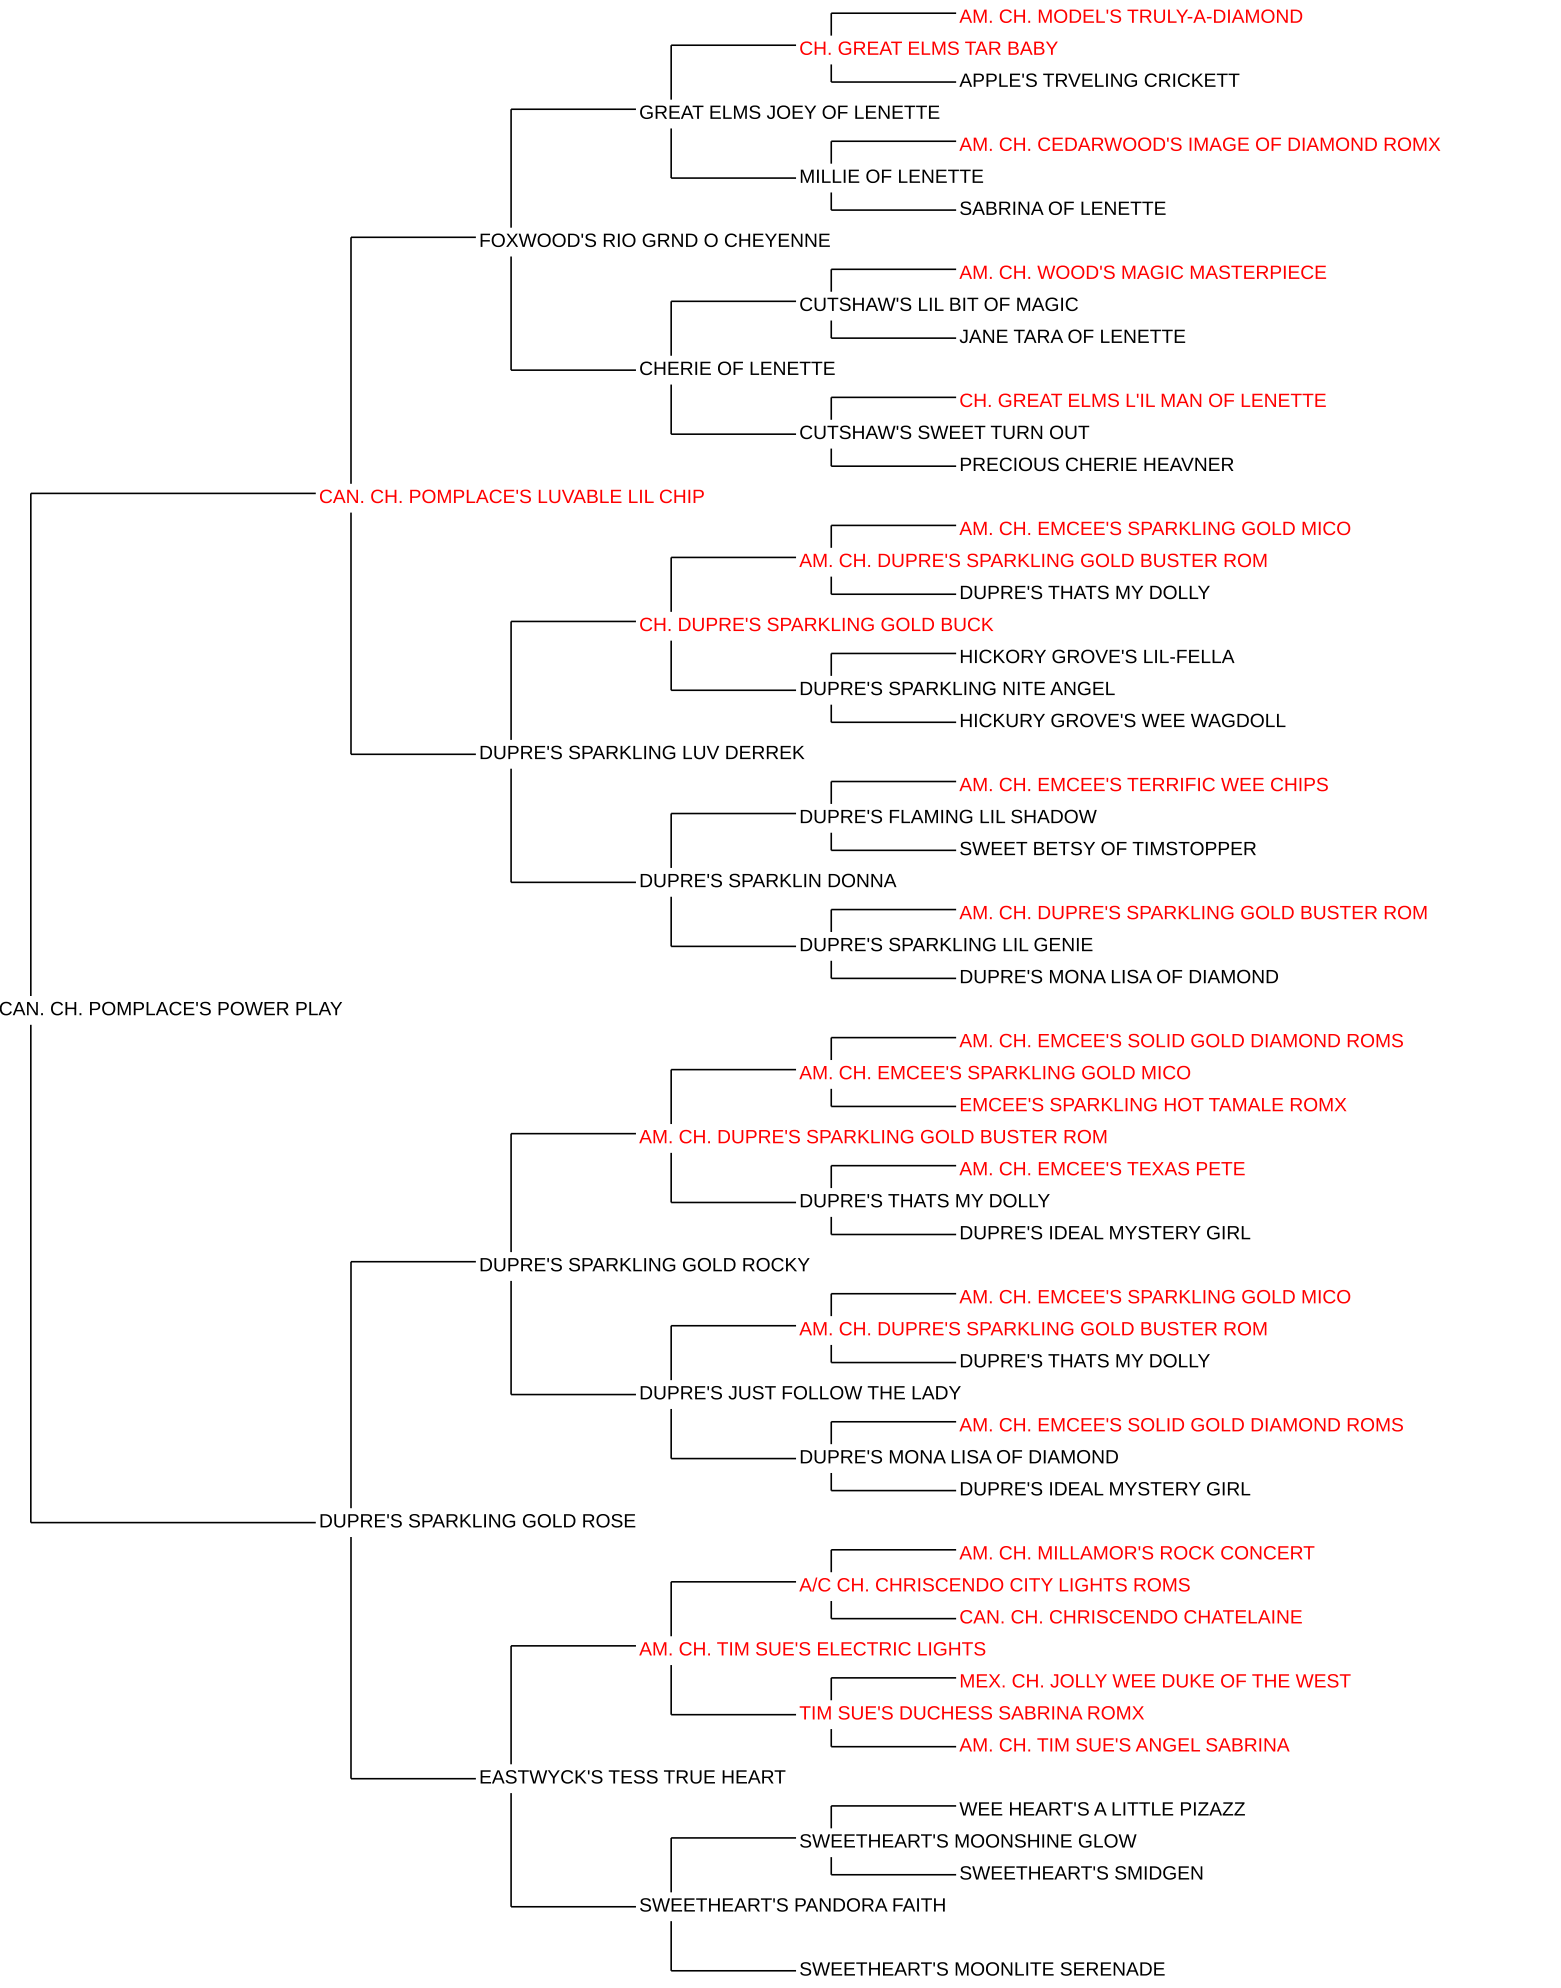 AM. CH. MODEL'S TRULY-A-DIAMOND
CH. GREAT ELMS TAR BABY
APPLE'S TRVELING CRICKETT
GREAT ELMS JOEY OF LENETTE
AM. CH. CEDARWOOD'S IMAGE OF DIAMOND ROMX
MILLIE OF LENETTE
SABRINA OF LENETTE
FOXWOOD'S RIO GRND O CHEYENNE
AM. CH. WOOD'S MAGIC MASTERPIECE
CUTSHAW'S LIL BIT OF MAGIC
JANE TARA OF LENETTE
CHERIE OF LENETTE
CH. GREAT ELMS L'IL MAN OF LENETTE
CUTSHAW'S SWEET TURN OUT
PRECIOUS CHERIE HEAVNER
CAN. CH. POMPLACE'S LUVABLE LIL CHIP
AM. CH. EMCEE'S SPARKLING GOLD MICO
AM. CH. DUPRE'S SPARKLING GOLD BUSTER ROM
DUPRE'S THATS MY DOLLY
CH. DUPRE'S SPARKLING GOLD BUCK
HICKORY GROVE'S LIL-FELLA
DUPRE'S SPARKLING NITE ANGEL
HICKURY GROVE'S WEE WAGDOLL
DUPRE'S SPARKLING LUV DERREK
AM. CH. EMCEE'S TERRIFIC WEE CHIPS
DUPRE'S FLAMING LIL SHADOW
SWEET BETSY OF TIMSTOPPER
DUPRE'S SPARKLIN DONNA
AM. CH. DUPRE'S SPARKLING GOLD BUSTER ROM
DUPRE'S SPARKLING LIL GENIE
DUPRE'S MONA LISA OF DIAMOND
CAN. CH. POMPLACE'S POWER PLAY
AM. CH. EMCEE'S SOLID GOLD DIAMOND ROMS
AM. CH. EMCEE'S SPARKLING GOLD MICO
EMCEE'S SPARKLING HOT TAMALE ROMX
AM. CH. DUPRE'S SPARKLING GOLD BUSTER ROM
AM. CH. EMCEE'S TEXAS PETE
DUPRE'S THATS MY DOLLY
DUPRE'S IDEAL MYSTERY GIRL
DUPRE'S SPARKLING GOLD ROCKY
AM. CH. EMCEE'S SPARKLING GOLD MICO
AM. CH. DUPRE'S SPARKLING GOLD BUSTER ROM
DUPRE'S THATS MY DOLLY
DUPRE'S JUST FOLLOW THE LADY
AM. CH. EMCEE'S SOLID GOLD DIAMOND ROMS
DUPRE'S MONA LISA OF DIAMOND
DUPRE'S IDEAL MYSTERY GIRL
DUPRE'S SPARKLING GOLD ROSE
AM. CH. MILLAMOR'S ROCK CONCERT
A/C CH. CHRISCENDO CITY LIGHTS ROMS
CAN. CH. CHRISCENDO CHATELAINE
AM. CH. TIM SUE'S ELECTRIC LIGHTS
MEX. CH. JOLLY WEE DUKE OF THE WEST
TIM SUE'S DUCHESS SABRINA ROMX
AM. CH. TIM SUE'S ANGEL SABRINA
EASTWYCK'S TESS TRUE HEART
WEE HEART'S A LITTLE PIZAZZ
SWEETHEART'S MOONSHINE GLOW
SWEETHEART'S SMIDGEN
SWEETHEART'S PANDORA FAITH
SWEETHEART'S MOONLITE SERENADE